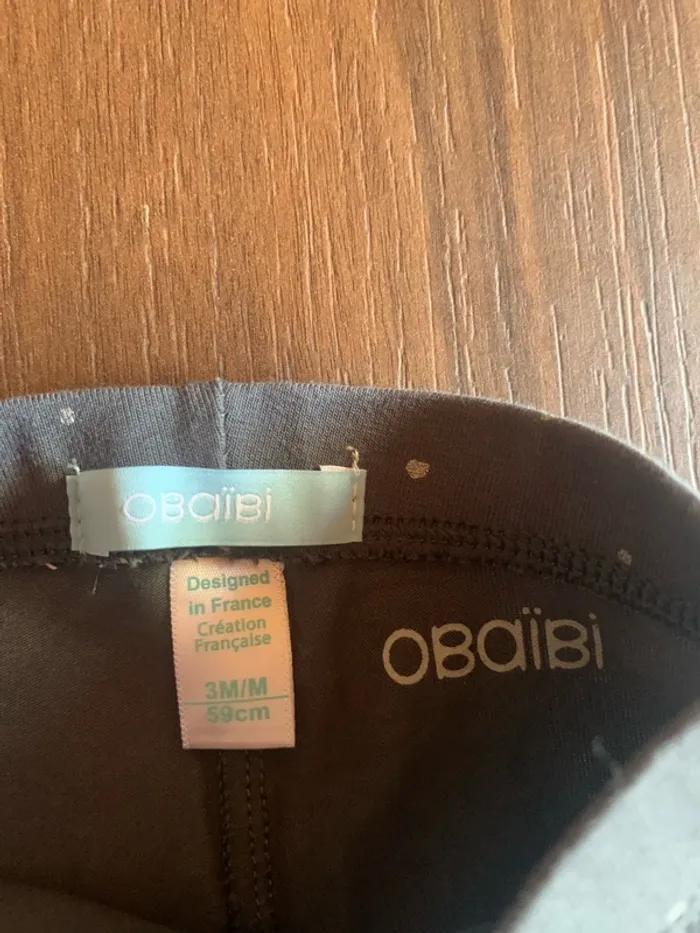 OBaïBi
Designed
in France
Création
Française
3M/M
59cm
OBaïBi